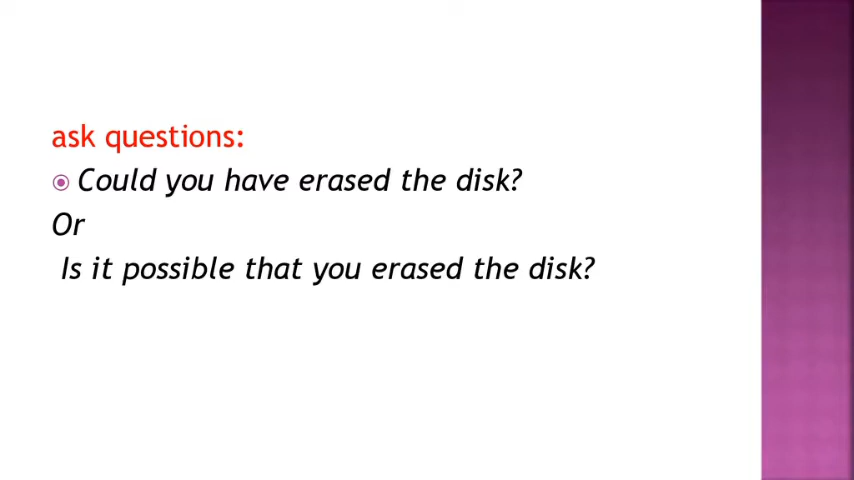 ask questions:
Could you have erased the disk?
Or
Is it possible that you erased the disk?